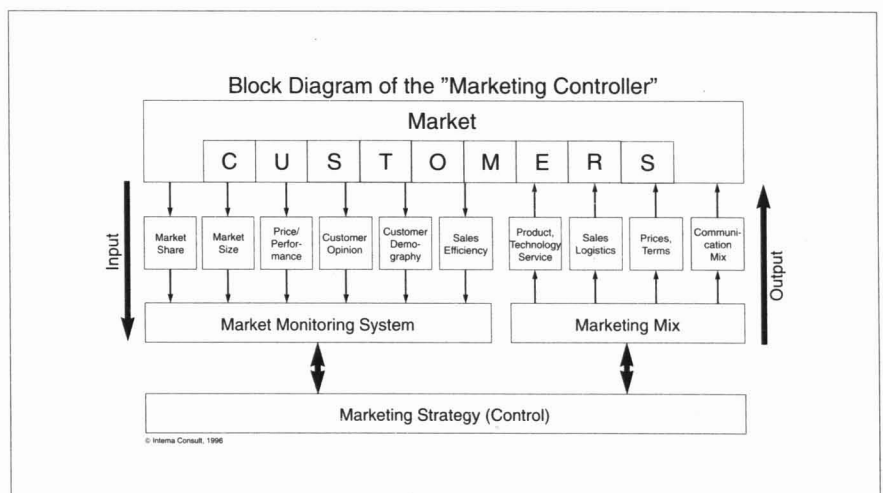 Block Diagram of the "Marketing Controller"
Market
C U S T O M E R S
Input
Market
Share
Market
Size
Price/
Perfor-
mance
Customer
Opinion
Customer
Demo-
graphy
Sales
Efficiency
Product,
Technology
Service
Sales
Logistics
Prices,
Terms
Communi-
cation
Mix
Output
Market Monitoring System
Marketing Mix
Marketing Strategy (Control)
© Intema Consult, 1996